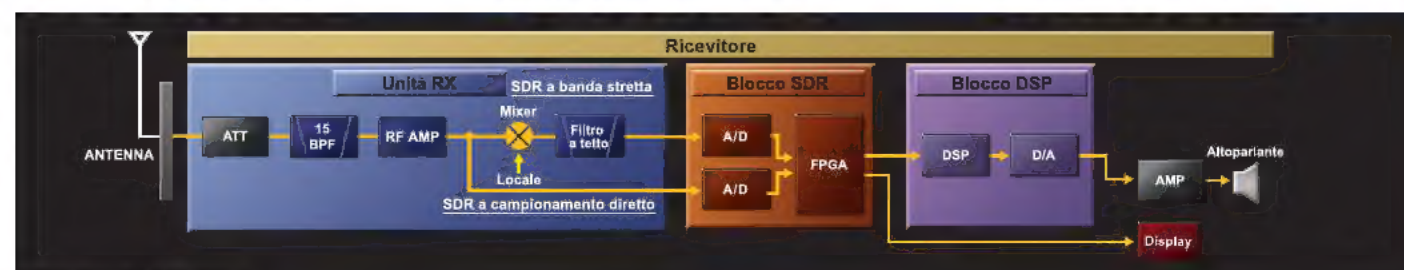 Ricevitore
Unità RX
SDR a banda stretta
Blocco SDR
Blocco DSP
ANTENNA
ATT
15
BPF
RF AMP
Mixer
Filtro
a tetto
Locale
SDR a campionamento diretto
A/D
A/D
FPGA
DSP
D/A
AMP
Altoparlante
Display